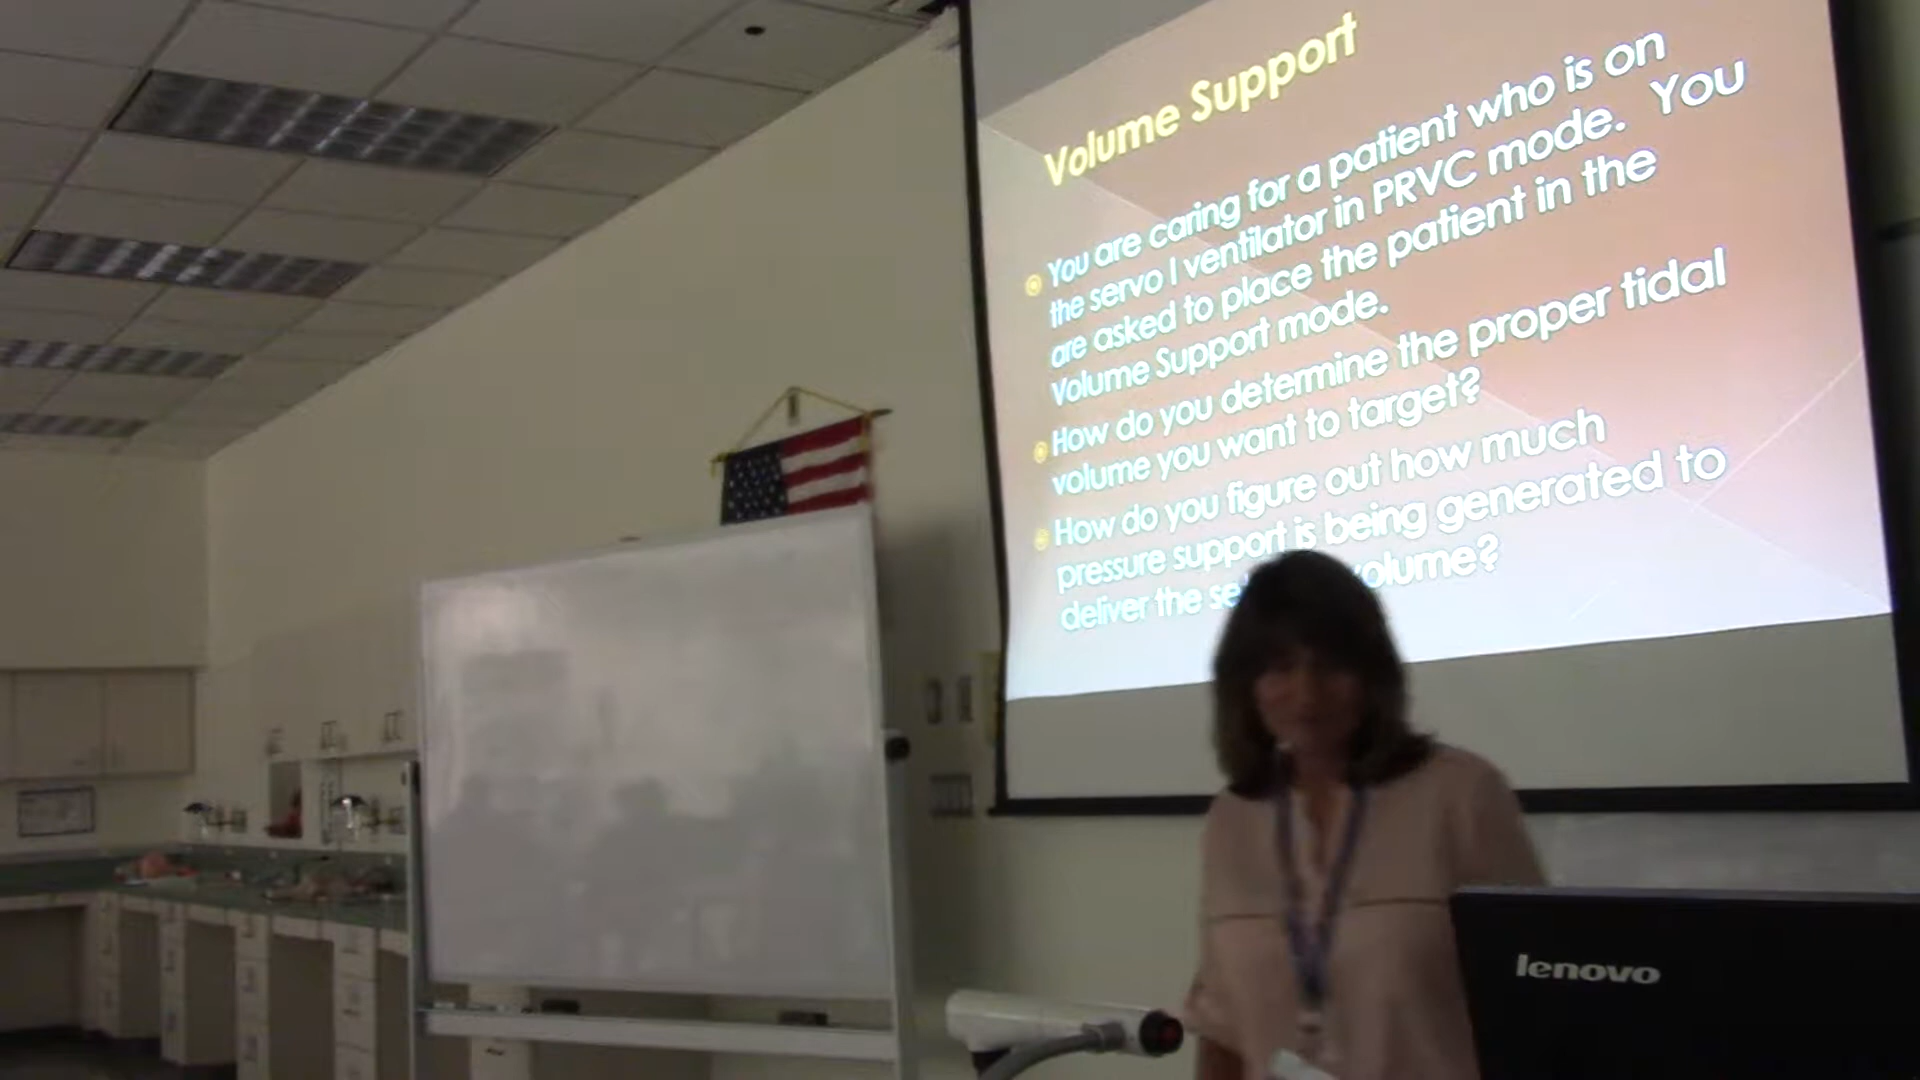 Volume Support
You are caring for a patient who is on
the servo I ventilator in PRVC mode. You
are asked to place the patient in the
Volume Support mode.
How do you determine the proper tidal
volume you want to target?
How do you figure out how much
pressure support is being generated to
deliver the volume?
lenovo